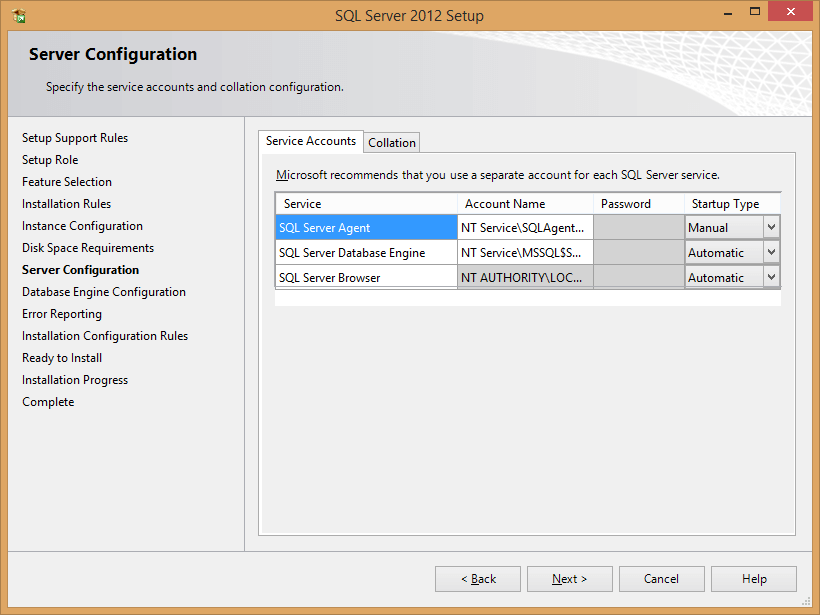 SQL Server 2012 Setup
Server Configuration
Specify the service accounts and collation configuration.
Setup Support Rules
Setup Role
Feature Selection
Installation Rules
Instance Configuration
Disk Space Requirements
Server Configuration
Database Engine Configuration
Error Reporting
Installation Configuration Rules
Ready to Install
Installation Progress
Complete
Service Accounts Collation
Microsoft recommends that you use a separate account for each SQL Server service.
Service Account Name Password Startup Type
SQL Server Agent NT Service\SQLAgent... Manual
SQL Server Database Engine NT Service\MSSQL$S... Automatic
SQL Server Browser NT AUTHORITY\LOC... Automatic
< Back Next > Cancel Help